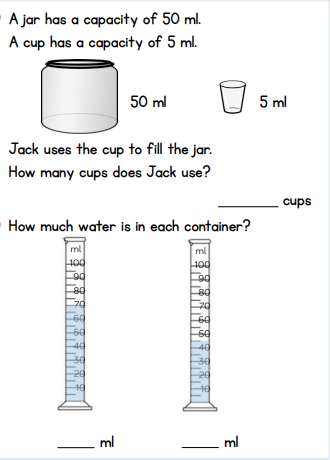 A jar has a capacity of 50 ml.
A cup has a capacity of 5 ml.
50 ml
5 ml
Jack uses the cup to fill the jar.
How many cups does Jack use?
_______ cups
How much water is in each container?
ml
100
90
80
70
60
50
40
30
20
10
ml
100
90
80
70
60
50
40
30
20
10
_____ ml
_____ ml